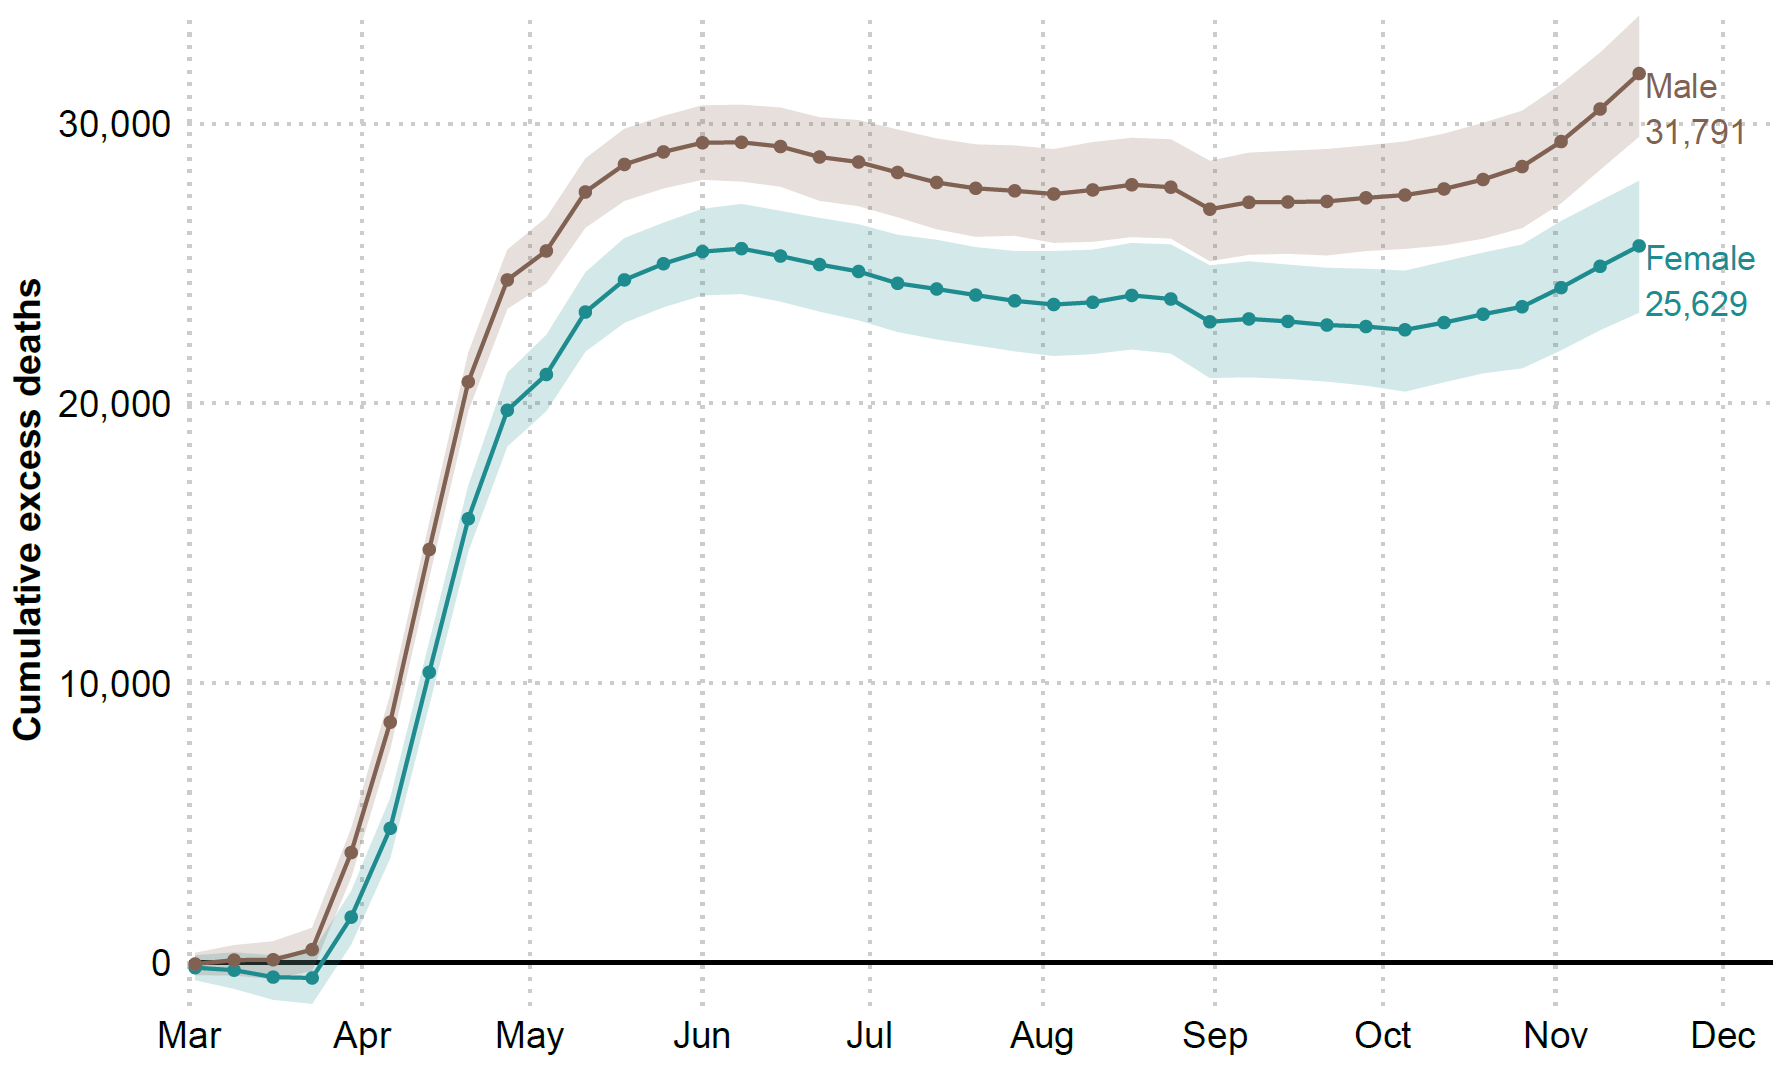 Cumulative excess deaths
30,000
20,000
10,000
0
Male
31,791
Female
25,629
Mar Apr May Jun Jul Aug Sep Oct Nov Dec